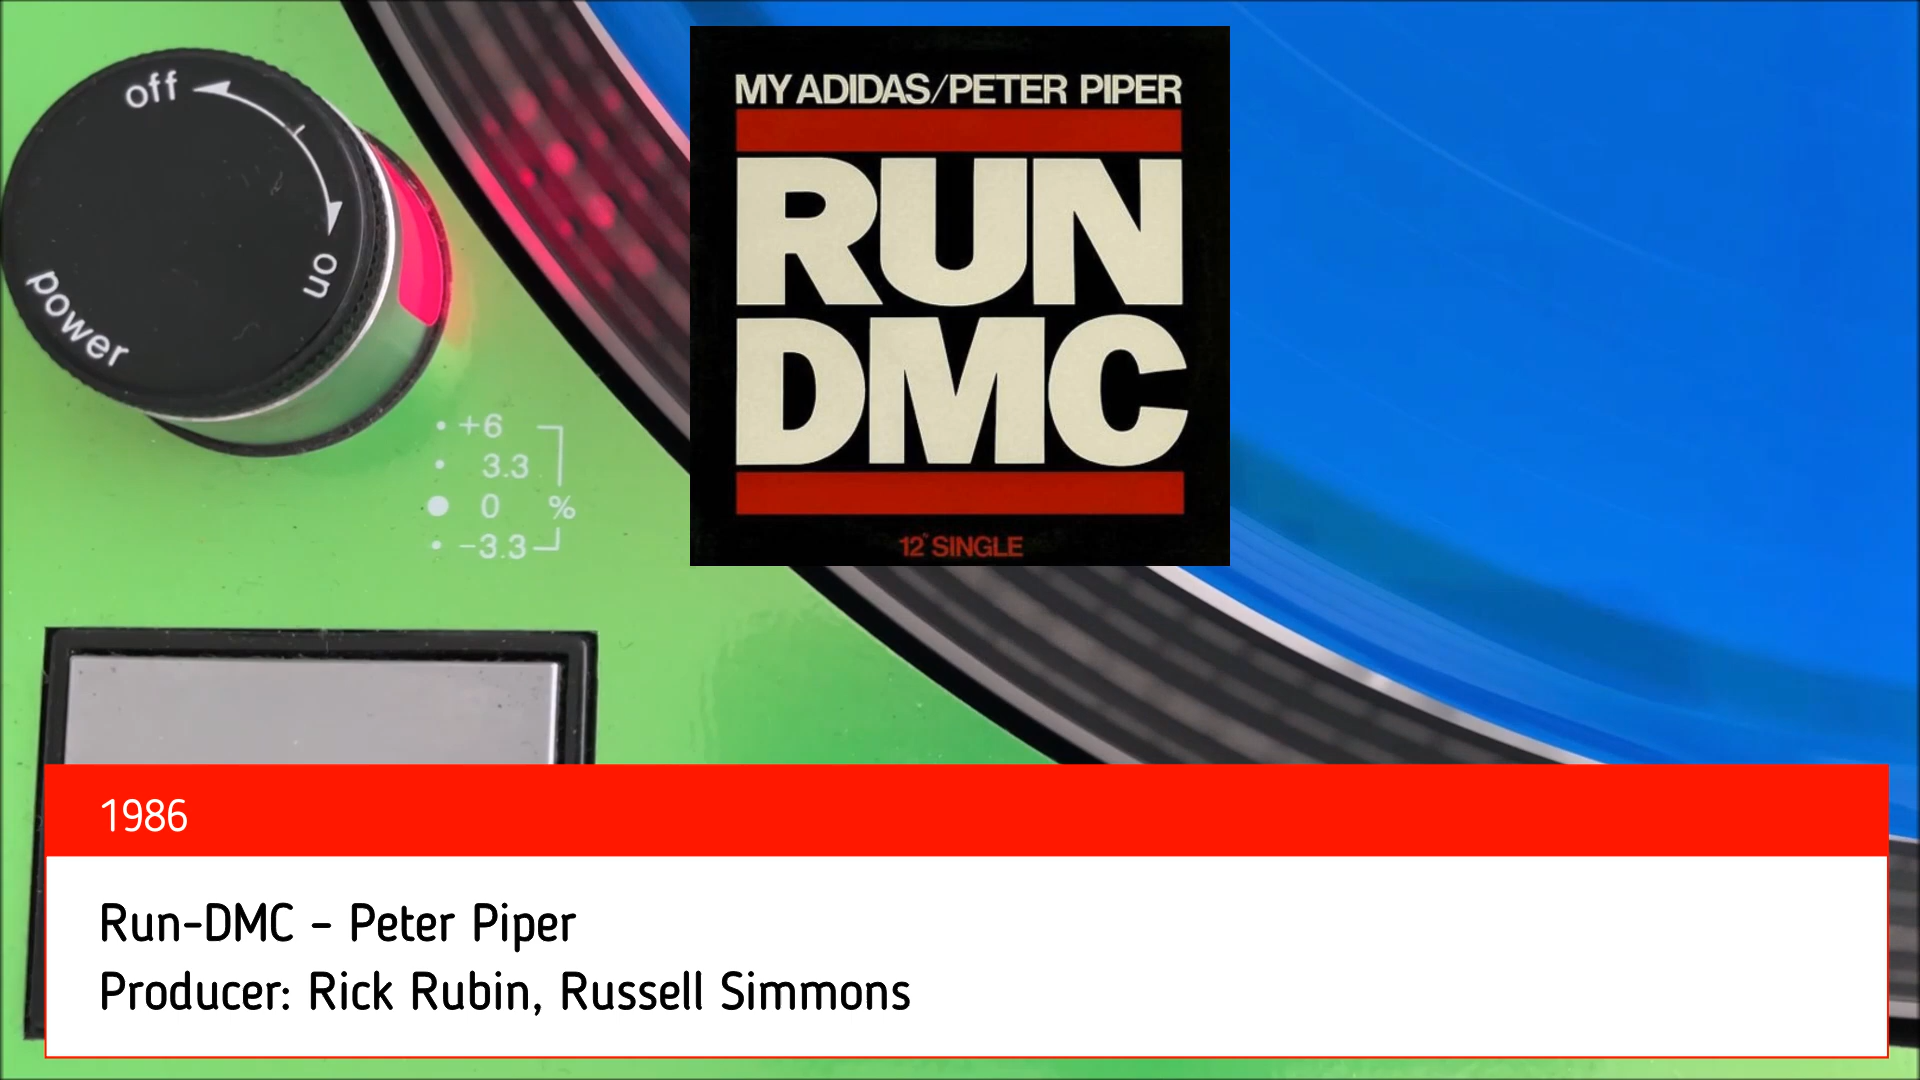 off
on
power
+6
3.3
0 %
-3.3
MY ADIDAS/PETER PIPER
RUN
DMC
12" SINGLE
1986
Run-DMC - Peter Piper
Producer: Rick Rubin, Russell Simmons